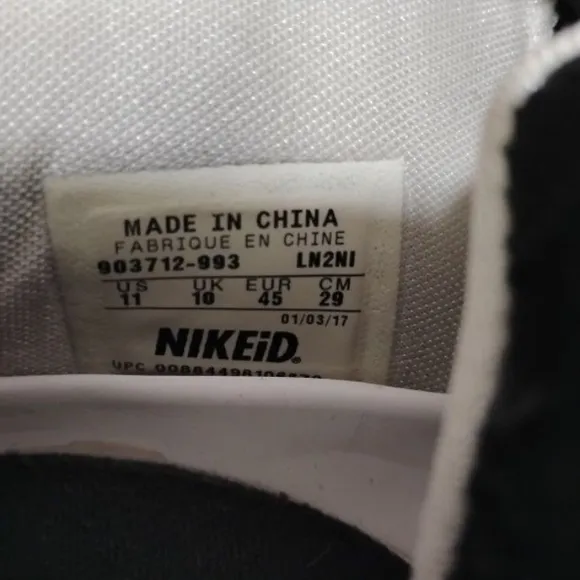 MADE IN CHINA
FABRIQUE EN CHINE
903712-993 LN2NI
US UK EUR CM
11 10 45 29
01/03/17
NIKEiD.
UPC